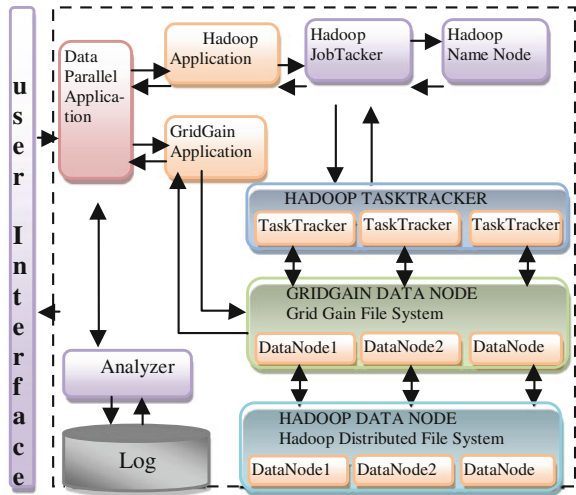 user Interface
Data
Parallel
Applica-
tion
Hadoop
Application
Hadoop
JobTacker
Hadoop
Name Node
GridGain
Application
HADOOP TASKTRACKER
TaskTracker
TaskTracker
TaskTracker
GRIDGAIN DATA NODE
Grid Gain File System
DataNode1
DataNode2
DataNode
Analyzer
Log
HADOOP DATA NODE
Hadoop Distributed File System
DataNode1
DataNode2
DataNode